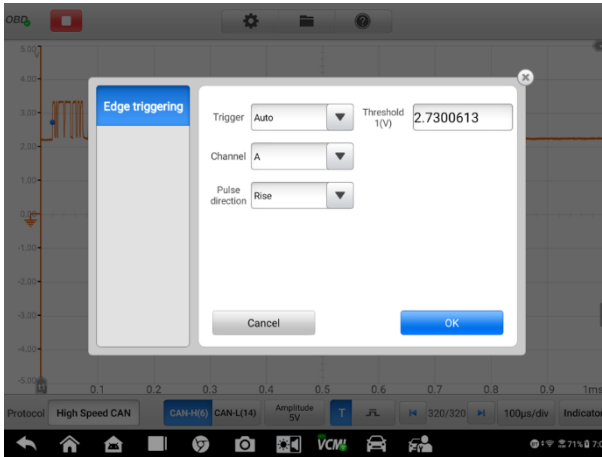 OBD
5.00
V
4.00
3.00
2.00
1.00
0.00
-1.00
-2.00
-3.00
-4.00
-5.00
Edge triggering
Trigger Auto
Threshold
1(V) 2.7300613
Channel A
Pulse
direction Rise
Cancel OK
0.1 0.2 0.3 0.4 0.5 0.6 0.7 0.8 0.9 1ms
Protocol High Speed CAN CAN-H(6) CAN-L(14) Amplitude
5V T 320/320 100µs/div Indicator
VCMI 71% 7:0